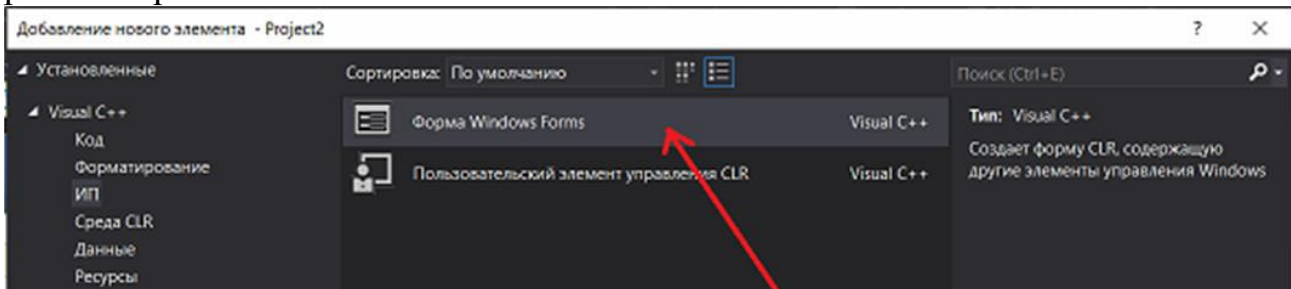 Добавление нового элемента - Project2 ? ×
Установленные
Сортировка: По умолчанию
Поиск (Ctrl+E)
Visual C++
Код
Форматирование
ИП
Среда CLR
Данные
Ресурсы
Форма Windows Forms Visual C++
Пользовательский элемент управления CLR Visual C++
Тип: Visual C++
Создает форму CLR, содержащую
другие элементы управления Windows